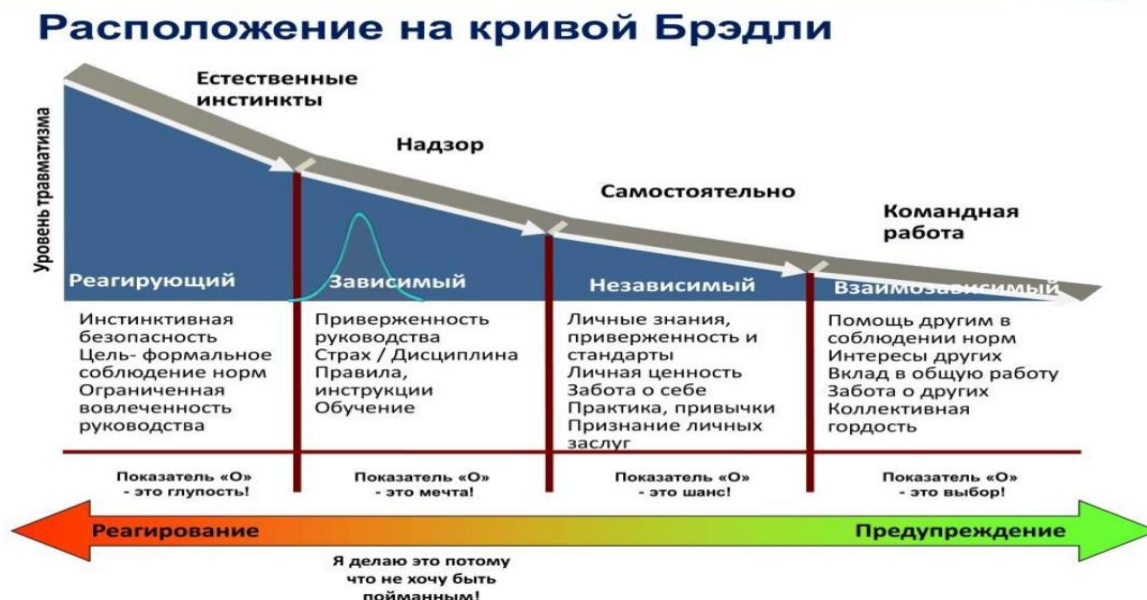 Расположение на кривой Брэдли
Уровень травматизма
Естественные
инстинкты
Надзор
Самостоятельно
Командная
работа
Реагирующий
Зависимый
Независимый
Взаимозависимый
Инстинктивная
безопасность
Цель- формальное
соблюдение норм
Ограниченная
вовлеченность
руководства
Приверженность
руководства
Страх / Дисциплина
Правила,
инструкции
Обучение
Личные знания,
приверженность и
стандарты
Личная ценность
Забота о себе
Практика, привычки
Признание личных
заслуг
Помощь другим в
соблюдении норм
Интересы других
Вклад в общую работу
Забота о других
Коллективная
гордость
Показатель «О»
- это глупость!
Показатель «О»
- это мечта!
Показатель «О»
- это шанс!
Показатель «О»
- это выбор!
Реагирование
Предупреждение
Я делаю это потому
что не хочу быть
пойманным!